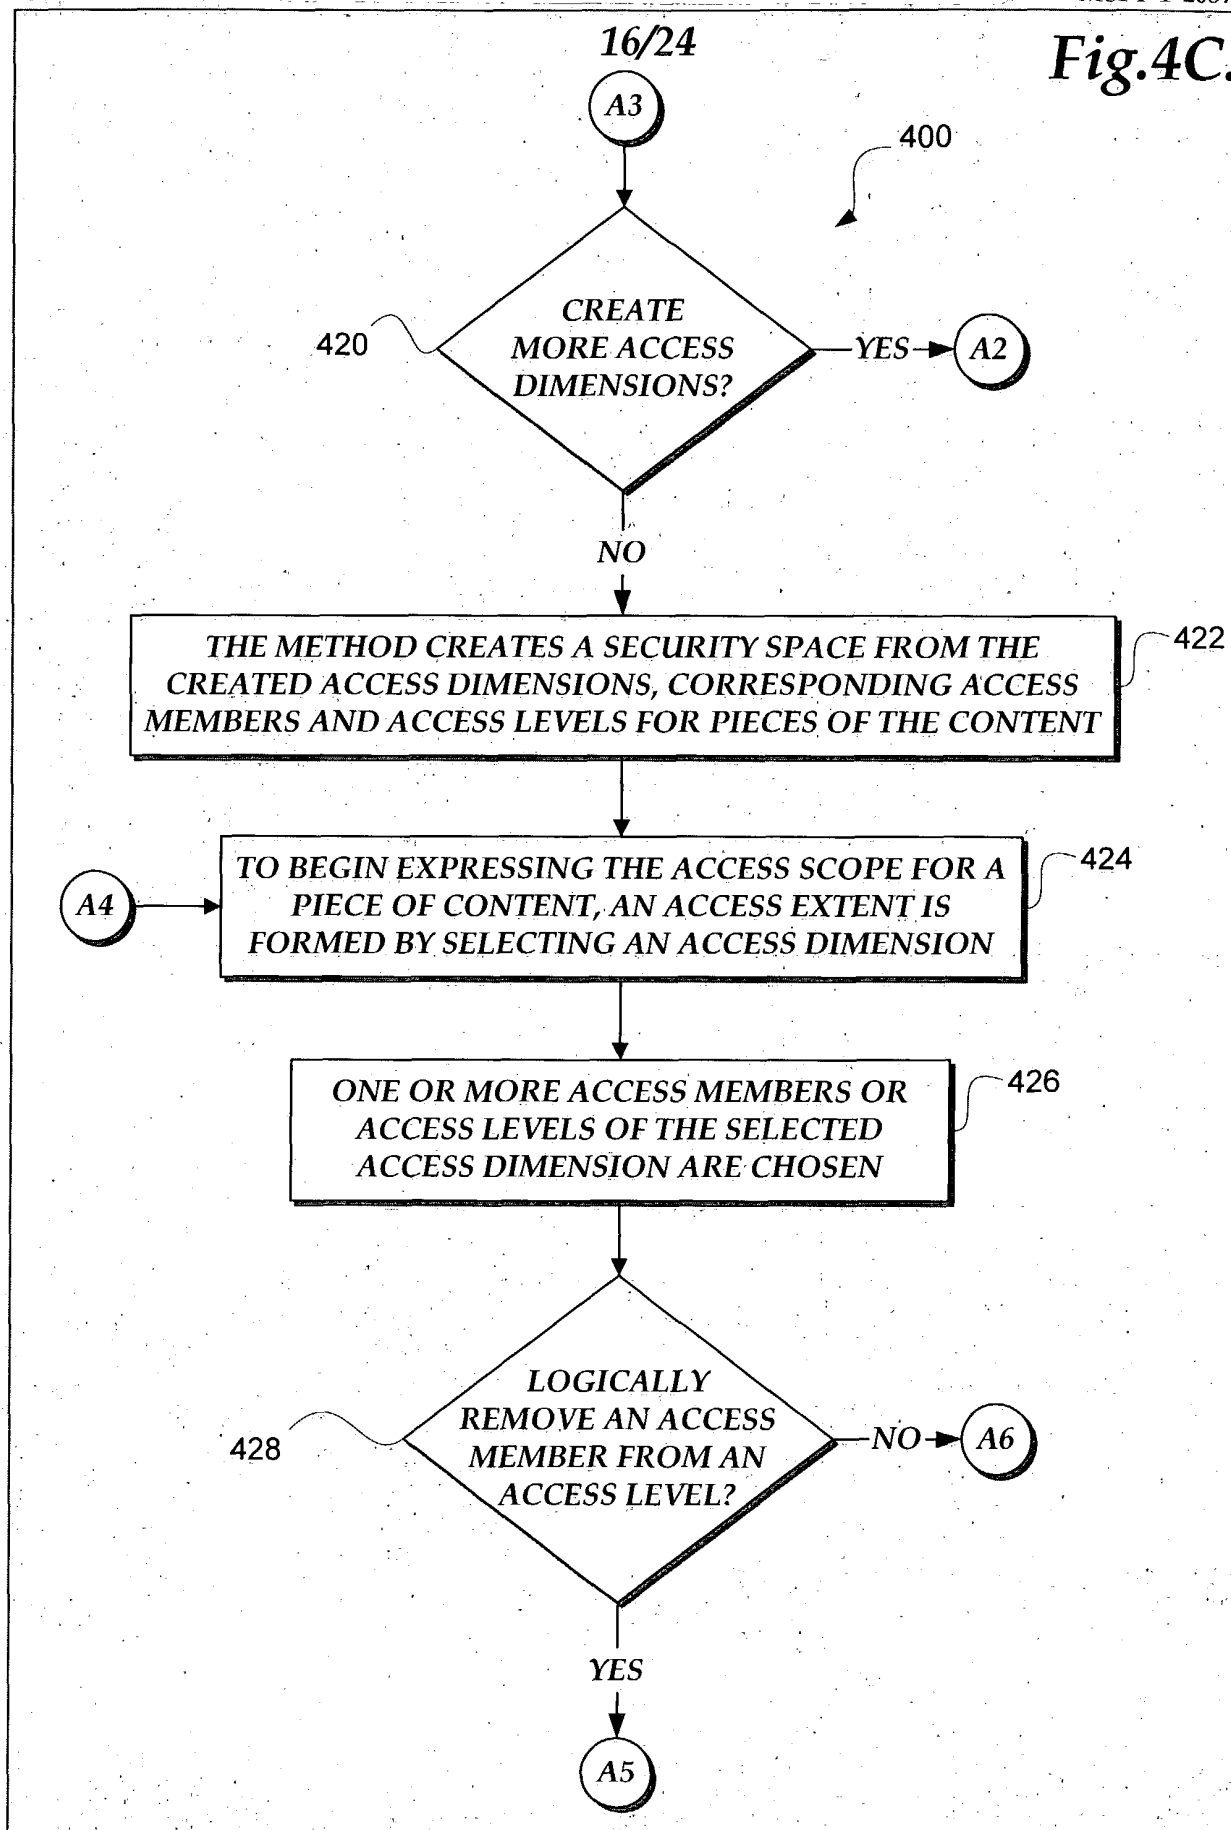 16/24
Fig.4C.
A3
400
CREATE
MORE ACCESS
DIMENSIONS?
420
YES
A2
NO
THE METHOD CREATES A SECURITY SPACE FROM THE
CREATED ACCESS DIMENSIONS, CORRESPONDING ACCESS
MEMBERS AND ACCESS LEVELS FOR PIECES OF THE CONTENT
422
A4
TO BEGIN EXPRESSING THE ACCESS SCOPE FOR A
PIECE OF CONTENT, AN ACCESS EXTENT IS
FORMED BY SELECTING AN ACCESS DIMENSION
424
ONE OR MORE ACCESS MEMBERS OR
ACCESS LEVELS OF THE SELECTED
ACCESS DIMENSION ARE CHOSEN
426
LOGICALLY
REMOVE AN ACCESS
MEMBER FROM AN
ACCESS LEVEL?
428
NO
A6
YES
A5